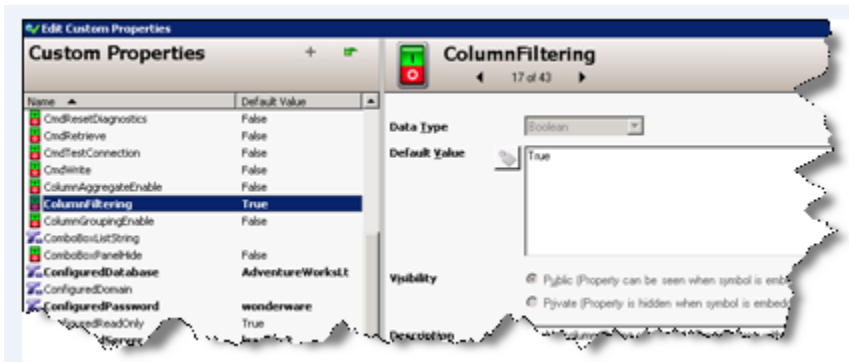 Edit Custom Properties
Custom Properties
Name
Default Value
CmdResetDiagnostics False
CmdRetrieve False
CmdTestConnection False
CmdWrite False
ColumnAggregateEnable False
ColumnFiltering True
ColumnGroupingEnable False
ComboBoxListString
ComboBoxPanelHide False
ConfiguredDatabase AdventureWorksLt
ConfiguredDomain
ConfiguredPassword wonderware
True
ColumnFiltering
17 of 43
Data Type Boolean
Default Value True
Visibility Public (Property can be seen when symbol is
Private (Property is hidden when symbol is
Description